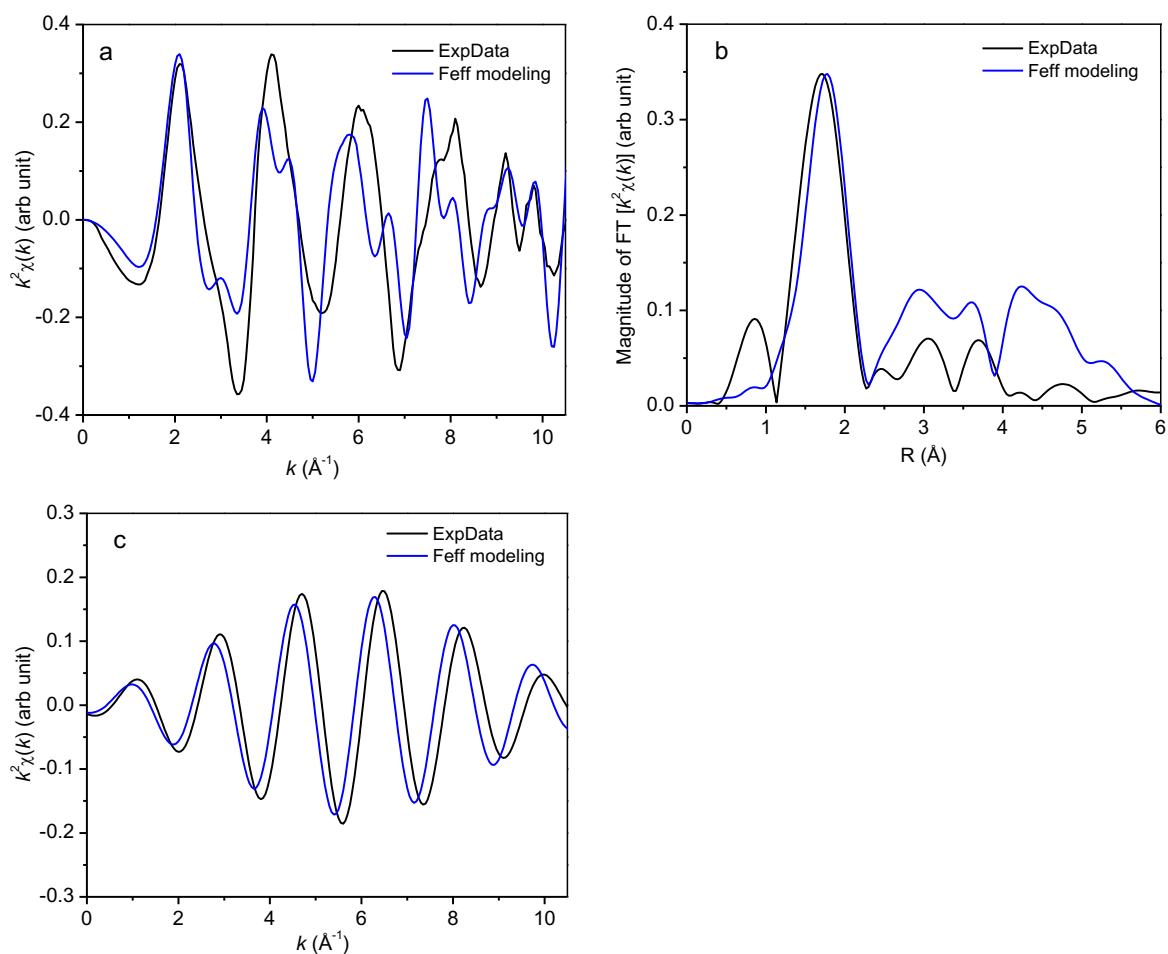 a
ExpData
Feff modeling
k²χ(k) (arb unit)
0.4
0.2
0.0
-0.2
-0.4
0 2 4 6 8 10
k (Å⁻¹)
b
ExpData
Feff modeling
Magnitude of FT [k²χ(k)] (arb unit)
0.4
0.3
0.2
0.1
0.0
0 1 2 3 4 5 6
R (Å)
c
ExpData
Feff modeling
k²χ(k) (arb unit)
0.3
0.2
0.1
0.0
-0.1
-0.2
-0.3
0 2 4 6 8 10
k (Å⁻¹)